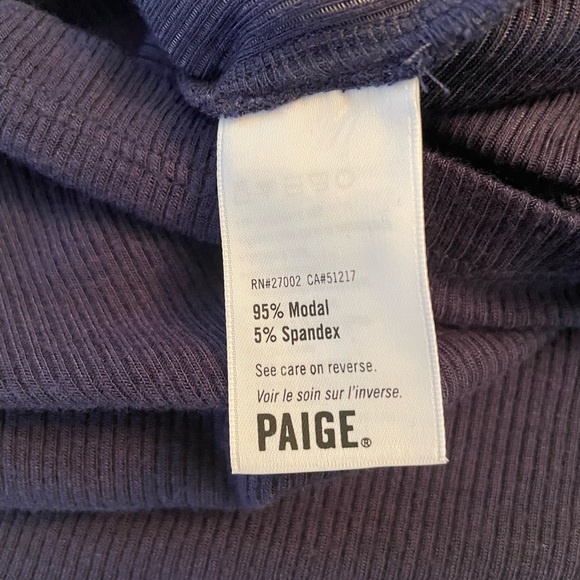 RN#27002 CA#51217
95% Modal
5% Spandex
See care on reverse.
Voir le soin sur l'inverse.
PAIGE®